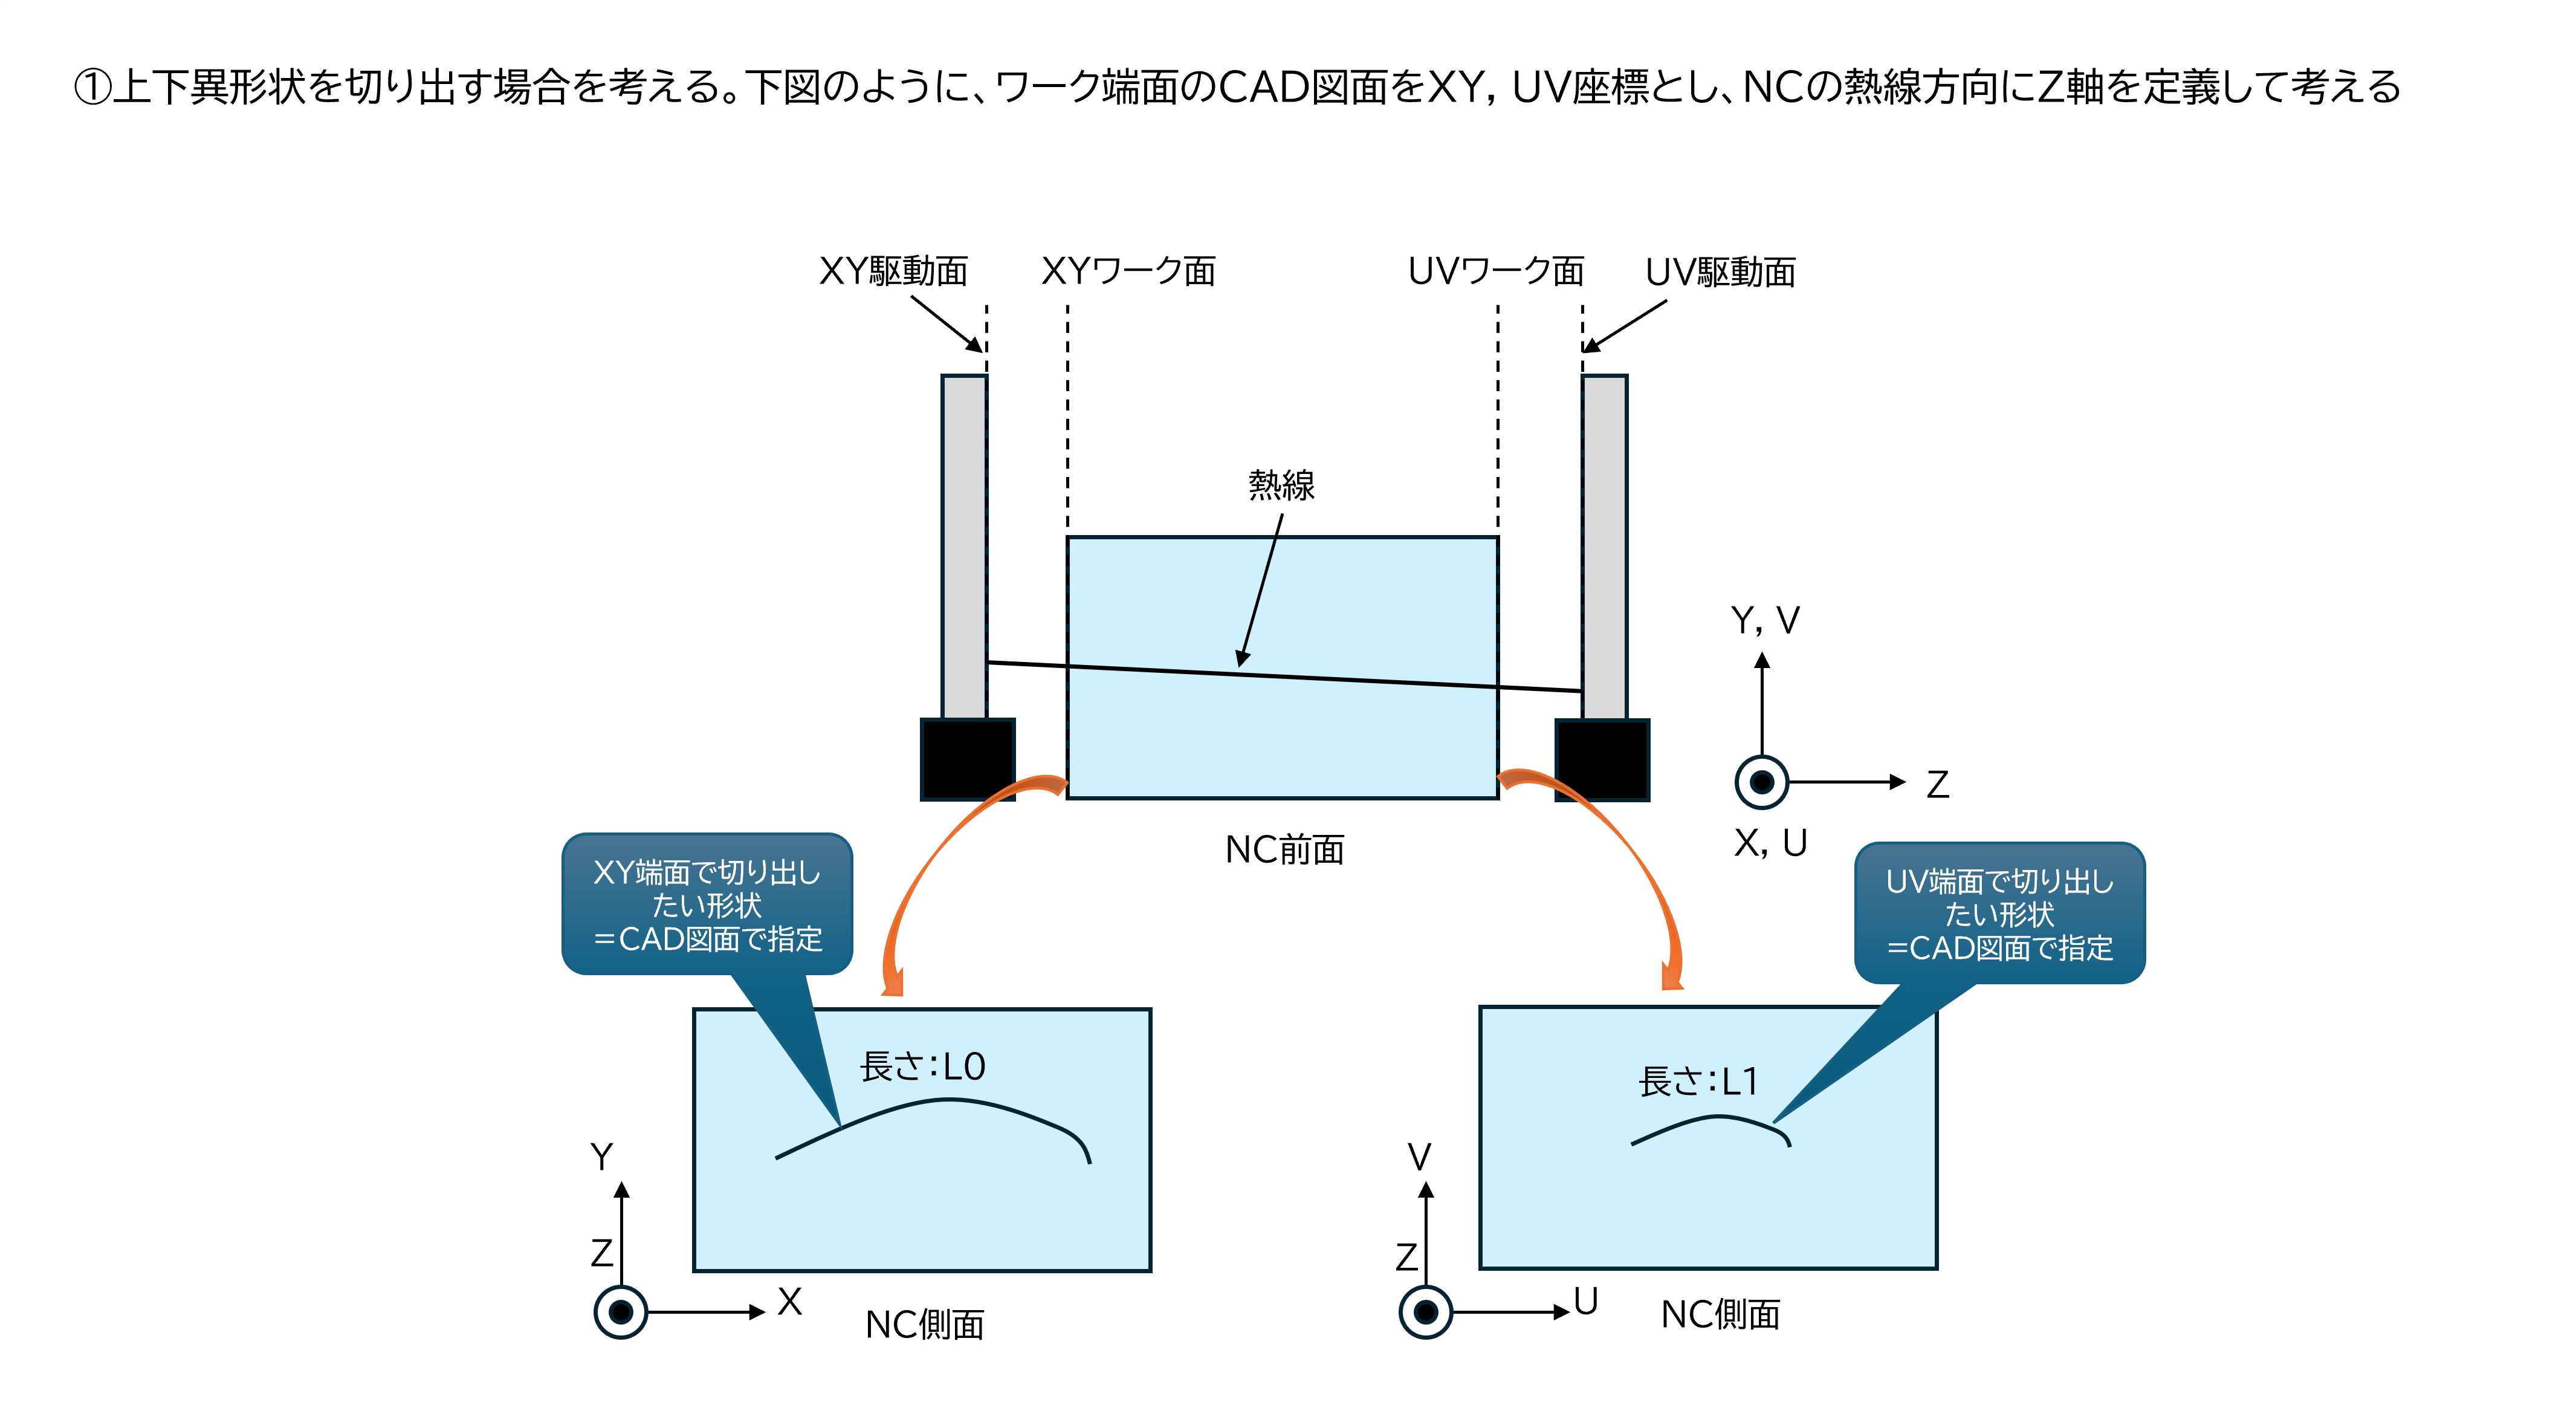 ①上下異形状を切り出す場合を考える。下図のように、ワーク端面のCAD図面をXY, UV座標とし、NCの熱線方向にZ軸を定義して考える
XY駆動面
XYワーク面
UVワーク面
UV駆動面
熱線
Y, V
Z
X, U
NC前面
XY端面で切り出し
たい形状
=CAD図面で指定
UV端面で切り出し
たい形状
=CAD図面で指定
長さ:L0
長さ:L1
Y
Z
X
NC側面
V
Z
U
NC側面